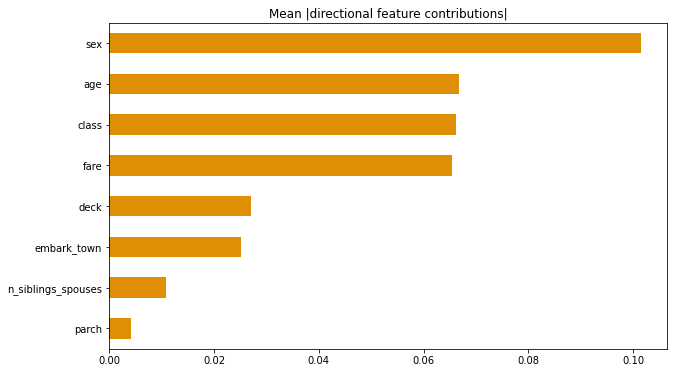 Mean |directional feature contributions|
sex
age
class
fare
deck
embark_town
n_siblings_spouses
parch
0.00 0.02 0.04 0.06 0.08 0.10